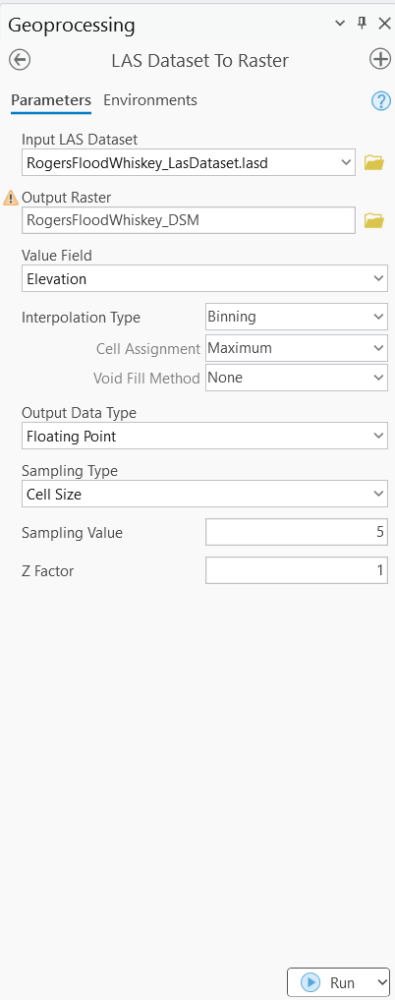 Geoprocessing
LAS Dataset To Raster
Parameters Environments
Input LAS Dataset
RogersFloodWhiskey_LasDataset.lasd
Output Raster
RogersFloodWhiskey_DSM
Value Field
Elevation
Interpolation Type Binning
Cell Assignment Maximum
Void Fill Method None
Output Data Type
Floating Point
Sampling Type
Cell Size
Sampling Value 5
Z Factor 1
Run